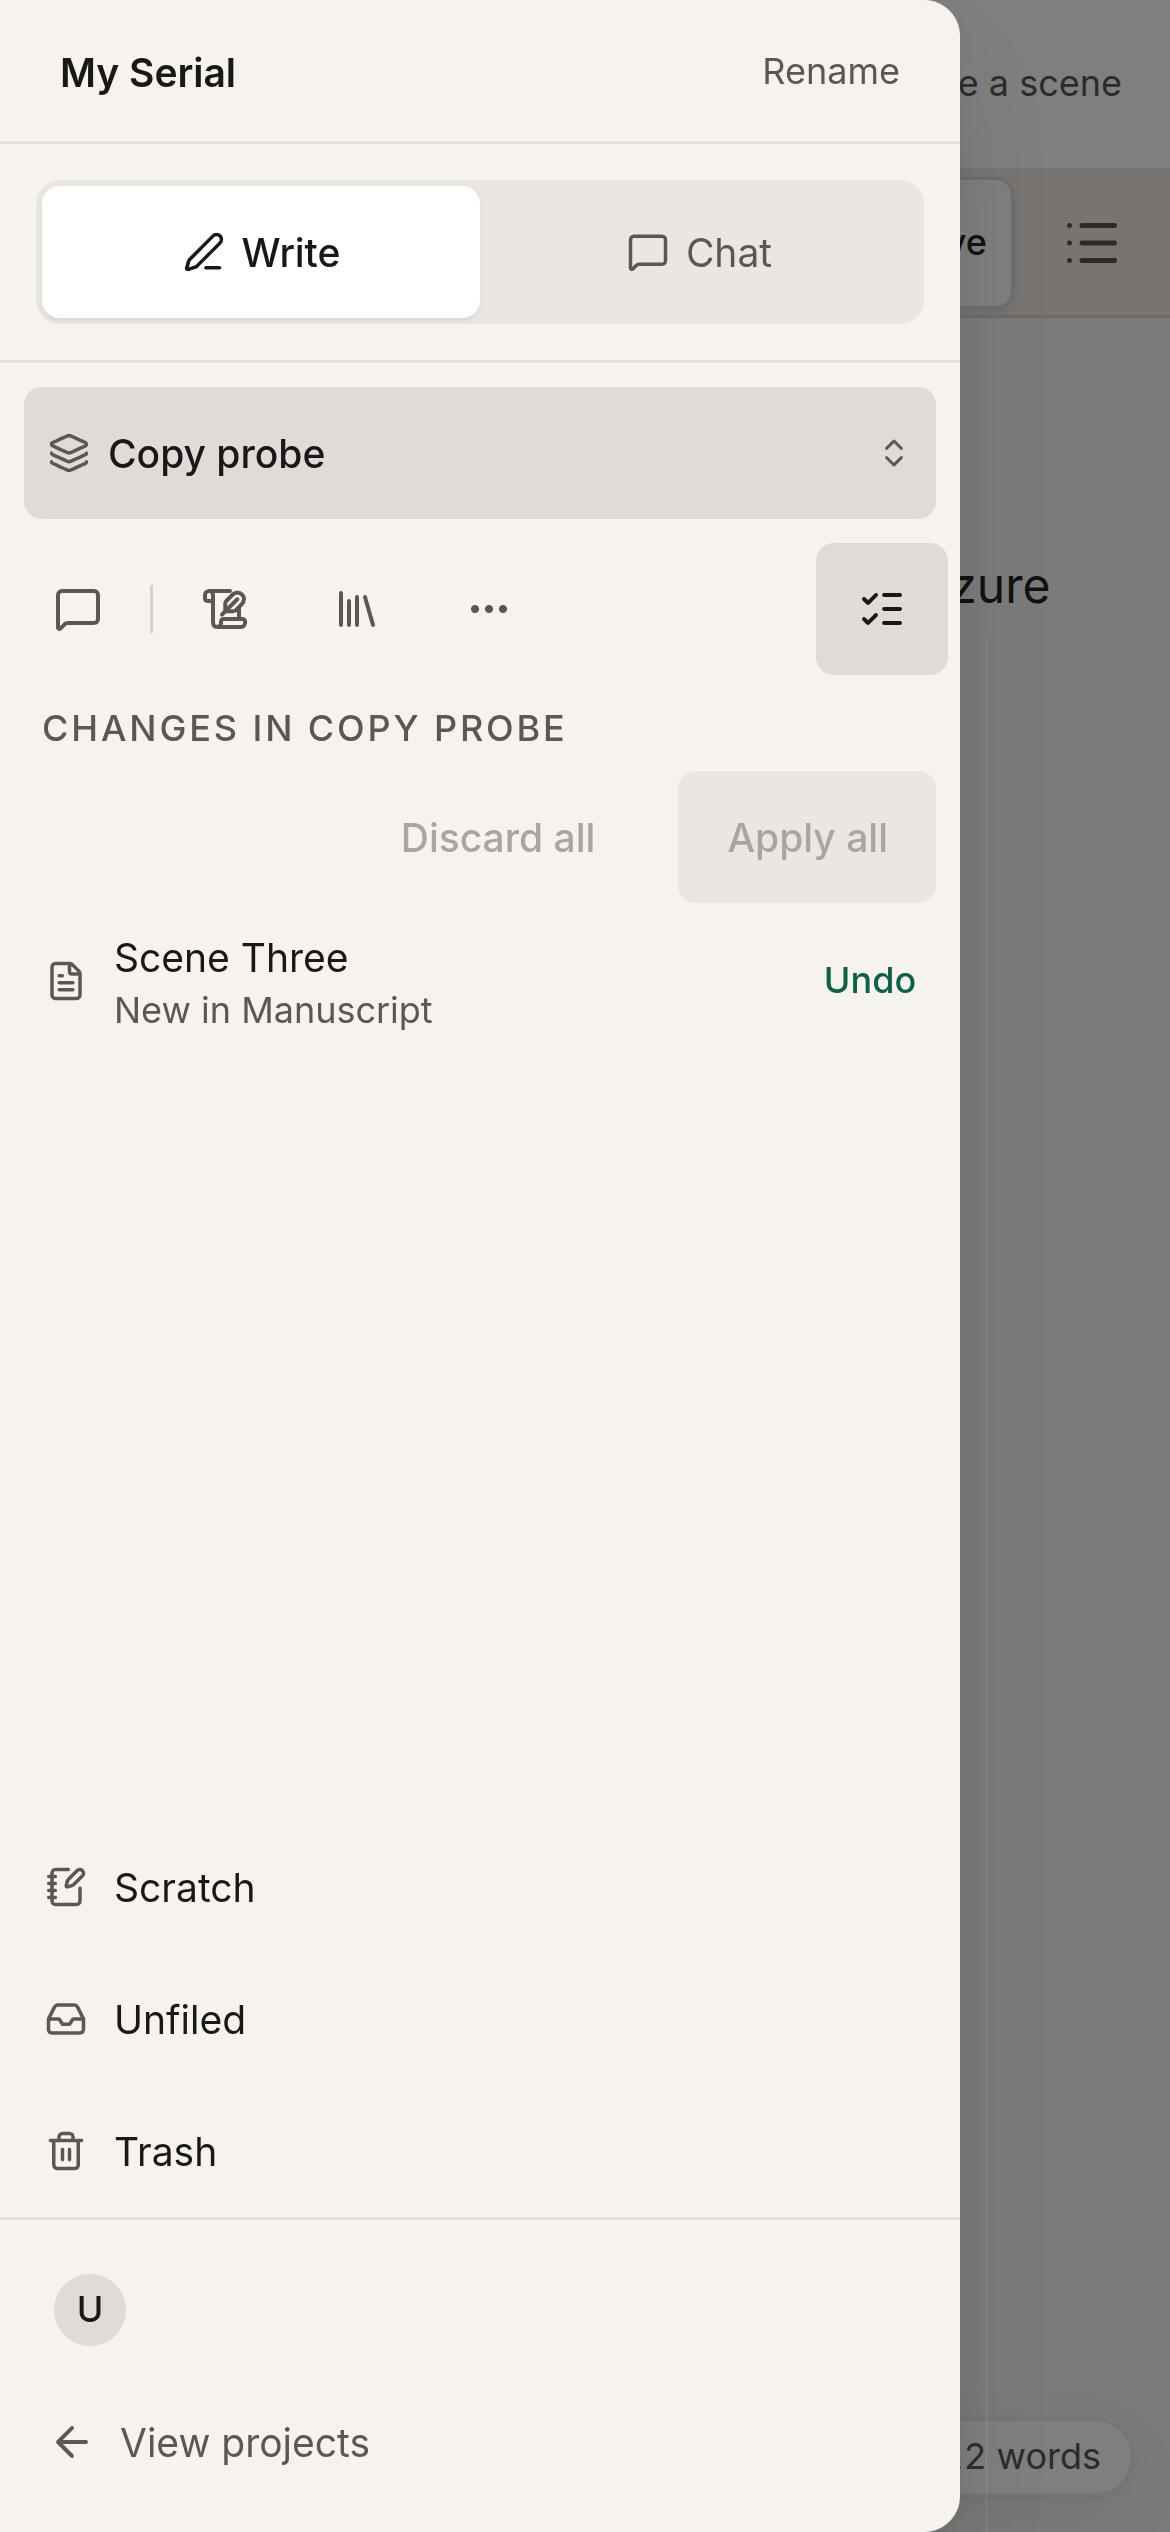 My Serial
Rename
e a scene
Write
Chat
ve
Copy probe
zure
CHANGES IN COPY PROBE
Discard all
Apply all
Scene Three
New in Manuscript
Undo
Scratch
Unfiled
Trash
U
View projects
2 words